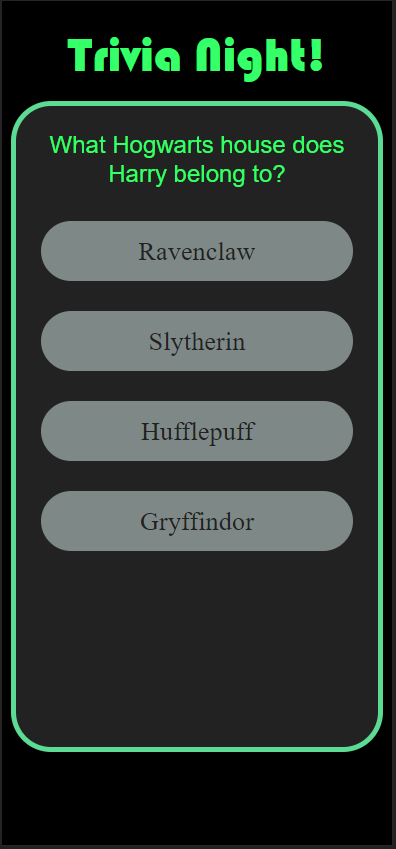 Trivia Night!
What Hogwarts house does
Harry belong to?
Ravenclaw
Slytherin
Hufflepuff
Gryffindor